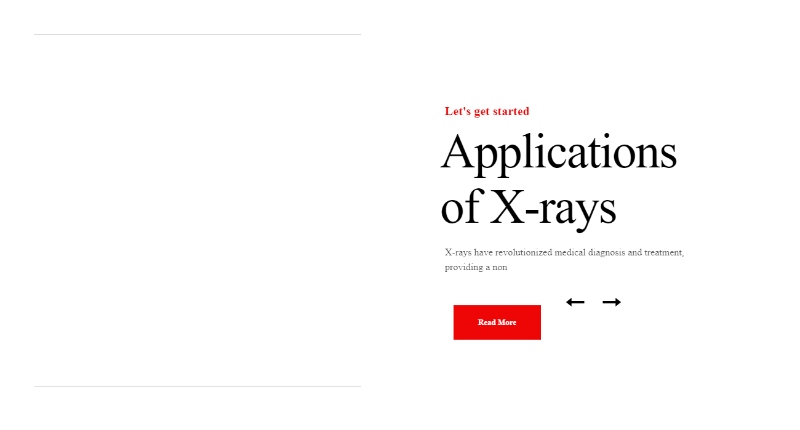 Let's get started
Applications
of X-rays
X-rays have revolutionized medical diagnosis and treatment,
providing a non
Read More